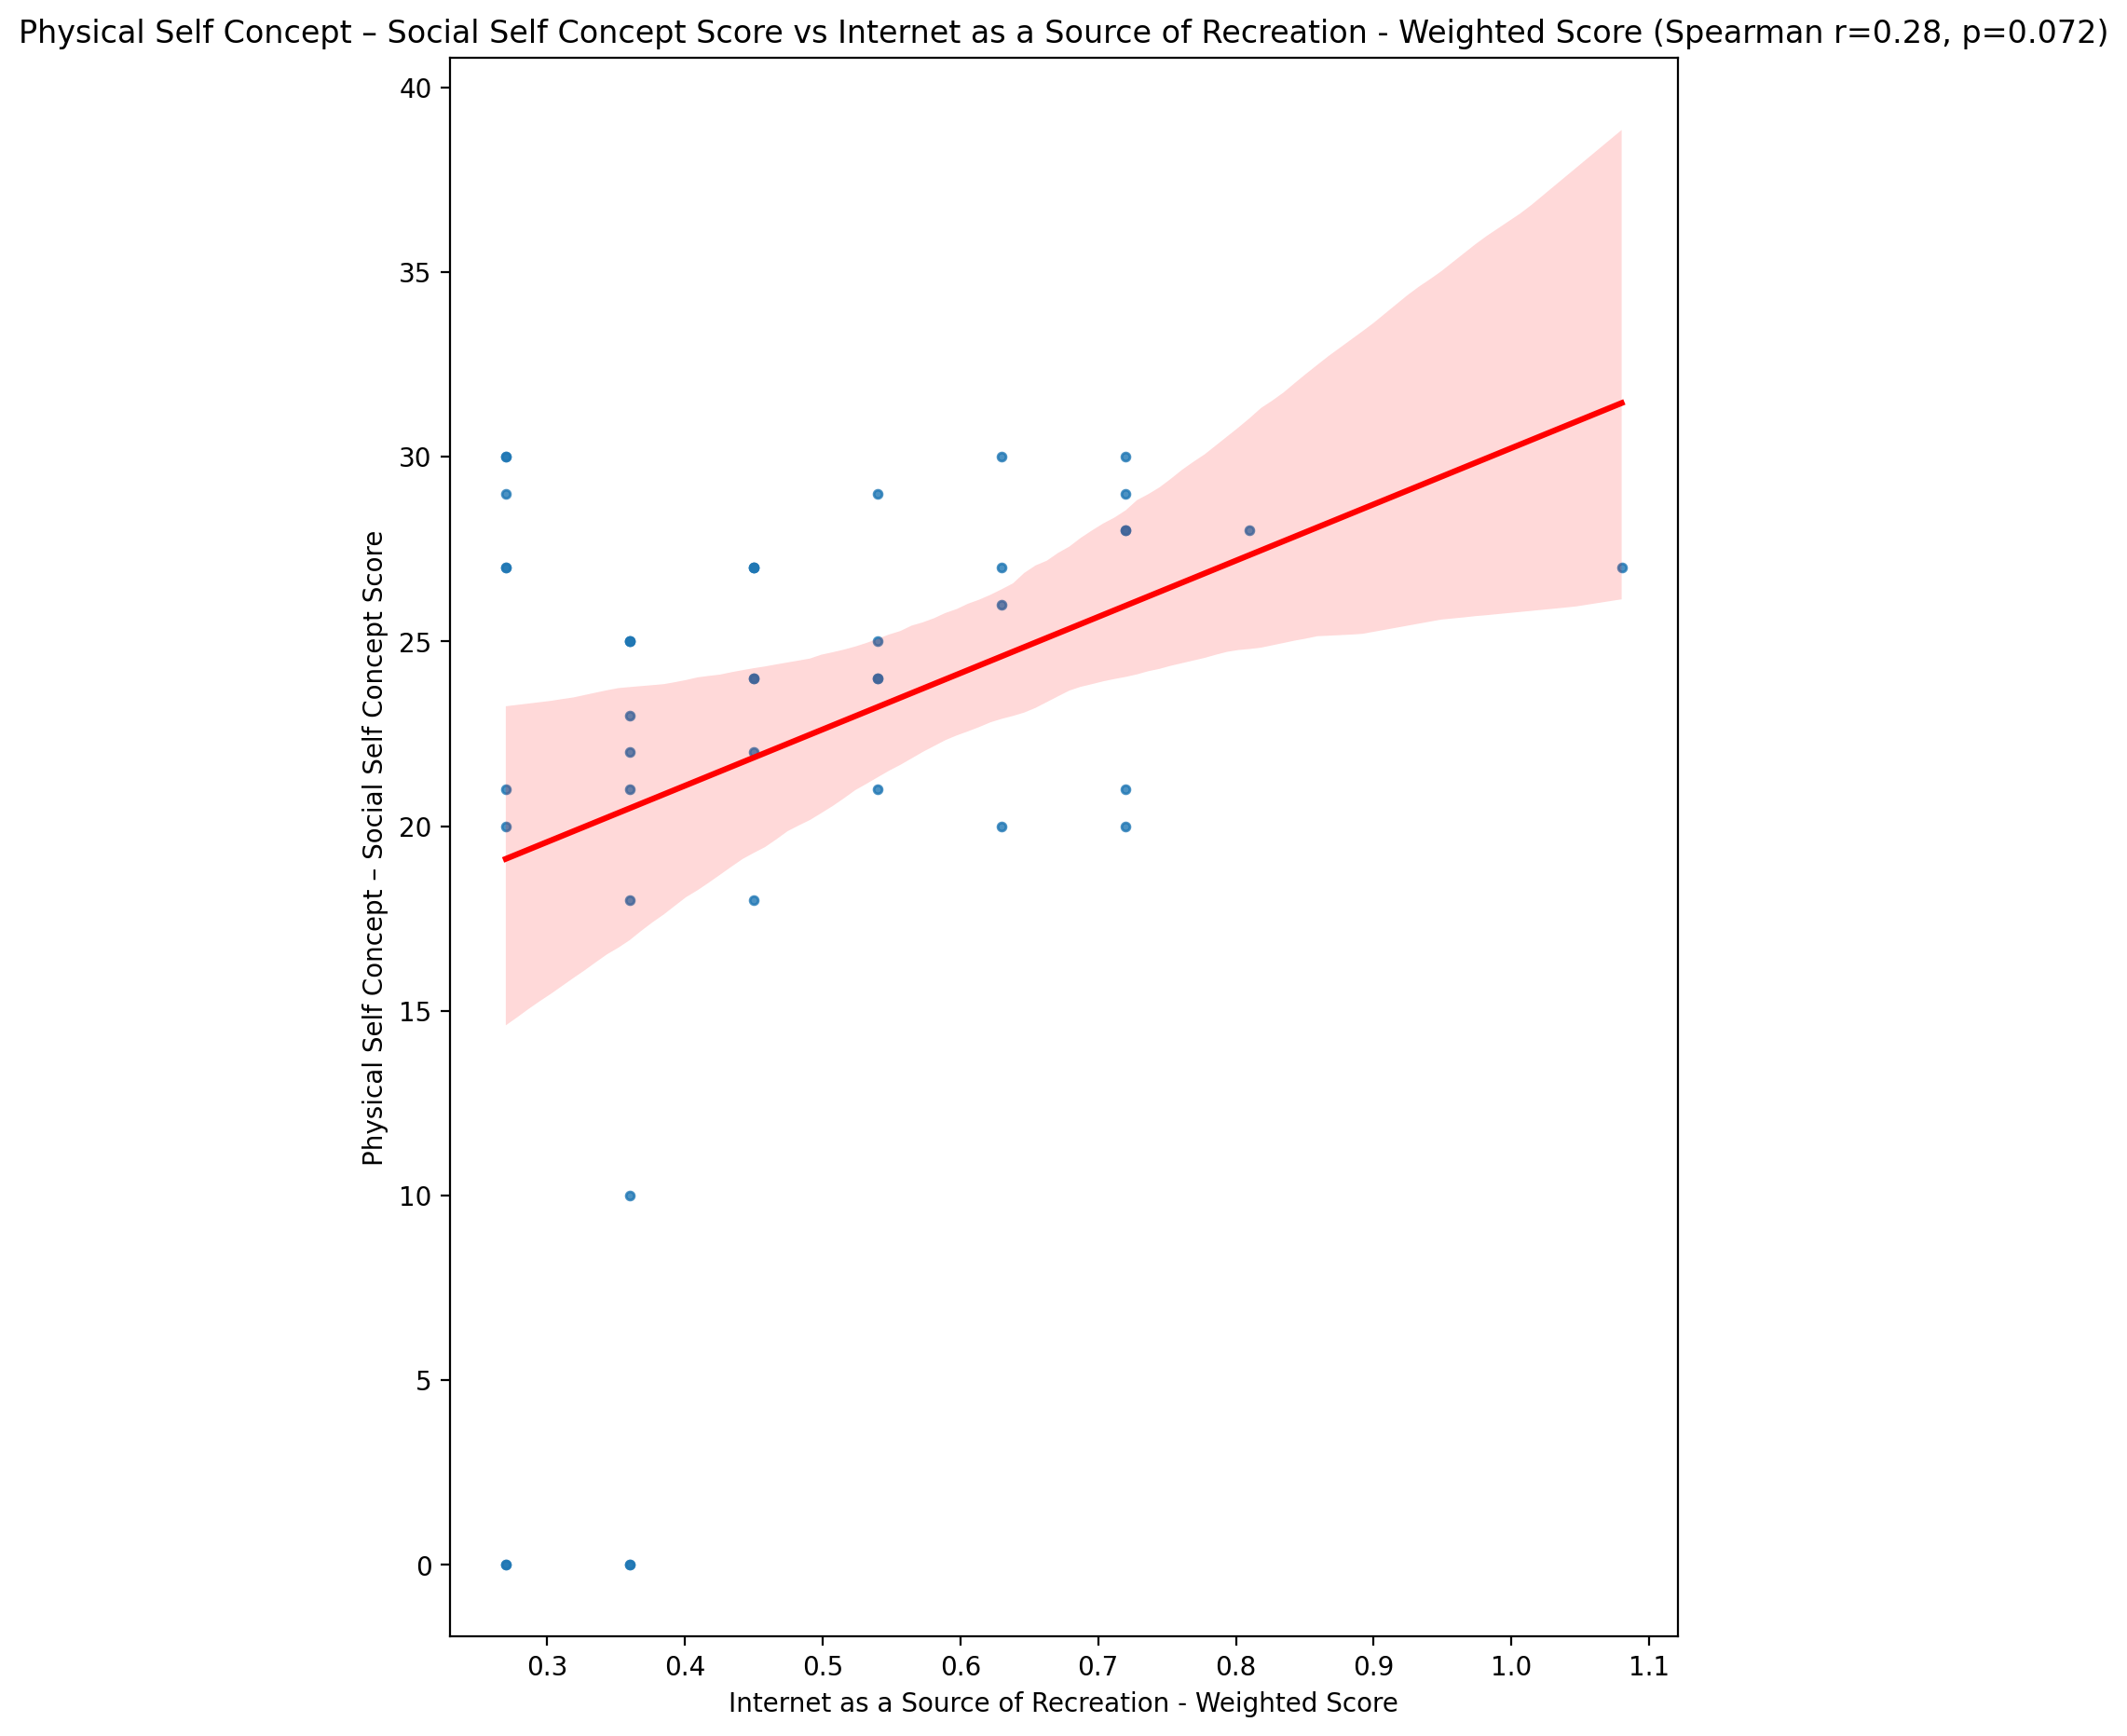 Physical Self Concept – Social Self Concept Score vs Internet as a Source of Recreation - Weighted Score (Spearman r=0.28, p=0.072)
Physical Self Concept – Social Self Concept Score
40
35
30
25
20
15
10
5
0
0.3 0.4 0.5 0.6 0.7 0.8 0.9 1.0 1.1
Internet as a Source of Recreation - Weighted Score